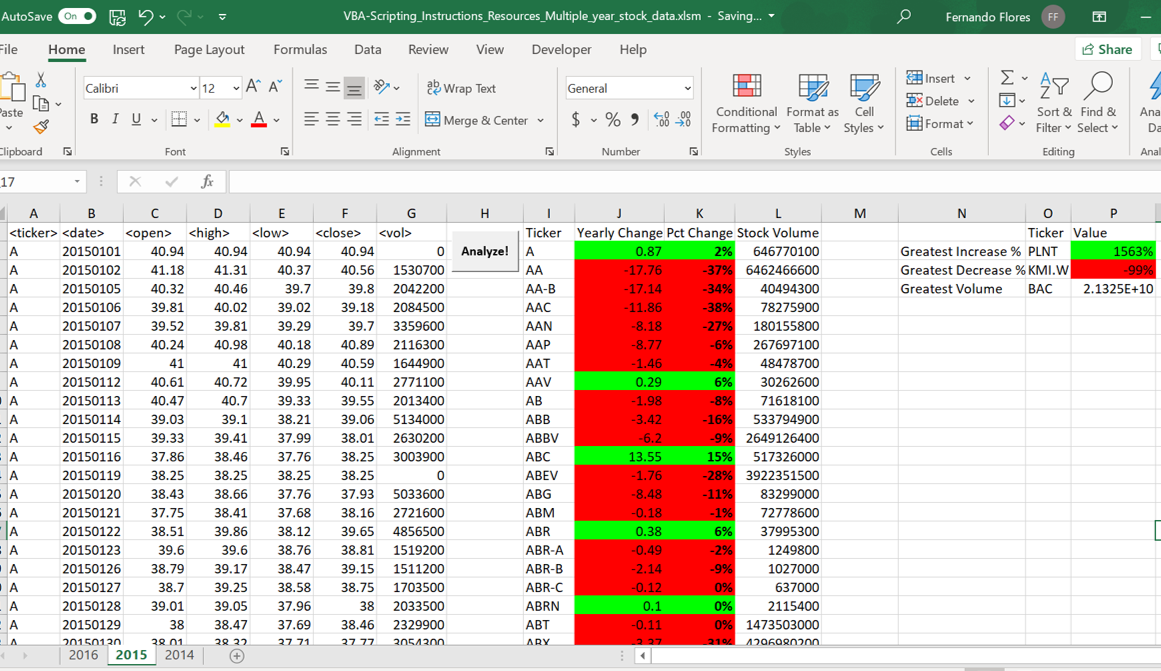 AutoSave On VBA-Scripting_Instructions_Resources_Multiple_year_stock_data.xlsm - Saving... Fernando Flores FF
File Home Insert Page Layout Formulas Data Review View Developer Help Share
Paste Calibri 12 A A Wrap Text General Conditional Formatting Format as Table Cell Styles Insert Delete Format Sort & Filter Find & Select
B I U A Merge & Center $ % ,
Clipboard Font Alignment Number Styles Cells Editing
17 fx
A B C D E F G H I J K L M N O P
<ticker> <date> <open> <high> <low> <close> <vol> Ticker Yearly Change Pct Change Stock Volume Ticker Value
Analyze!
A 20150101 40.94 40.94 40.94 40.94 0 A 0.87 2% 646770100 Greatest Increase % PLNT 1563%
A 20150102 41.18 41.31 40.37 40.56 1530700 AA -17.76 -37% 6462466600 Greatest Decrease % KMI.W -99%
A 20150105 40.32 40.46 39.7 39.8 2042200 AA-B -17.14 -34% 40494300 Greatest Volume BAC 2.1325E+10
A 20150106 39.81 40.02 39.02 39.18 2084500 AAC -11.86 -38% 78275900
A 20150107 39.52 39.81 39.29 39.7 3359600 AAN -8.18 -27% 180155800
A 20150108 40.24 40.98 40.18 40.89 2116300 AAP -8.77 -6% 267697100
A 20150109 41 41 40.29 40.59 1644900 AAT -1.46 -4% 48478700
A 20150112 40.61 40.72 39.95 40.11 2771100 AAV 0.29 6% 30262600
A 20150113 40.47 40.7 39.33 39.55 2013400 AB -1.98 -8% 71618100
A 20150114 39.03 39.1 38.21 39.06 5134000 ABB -3.42 -16% 533794900
A 20150115 39.33 39.41 37.99 38.01 2630200 ABBV -6.2 -9% 2649126400
A 20150116 37.86 38.46 37.76 38.25 3003900 ABC 13.55 15% 517326000
A 20150119 38.25 38.25 38.25 38.25 0 ABEV -1.76 -28% 3922351500
A 20150120 38.43 38.66 37.76 37.93 5033600 ABG -8.48 -11% 83299000
A 20150121 37.75 38.41 37.68 38.16 2721600 ABM -0.18 -1% 72778600
A 20150122 38.51 39.86 38.12 39.65 4856500 ABR 0.38 6% 37995300
A 20150123 39.6 39.6 38.76 38.81 1519200 ABR-A -0.49 -2% 1249800
A 20150126 38.79 39.17 38.47 39.15 1511200 ABR-B -2.14 -9% 1027000
A 20150127 38.7 39.25 38.58 38.75 1703500 ABR-C -0.12 0% 637000
A 20150128 39.01 39.05 37.96 38 2033500 ABRN 0.1 0% 2115400
A 20150129 38 38.47 37.69 38.46 2329900 ABT -0.11 0% 1473503000
A 20150130 38.01 38.32 37.71 37.77 3054300 ABX -3.37 -31% 4296980200
2016 2015 2014